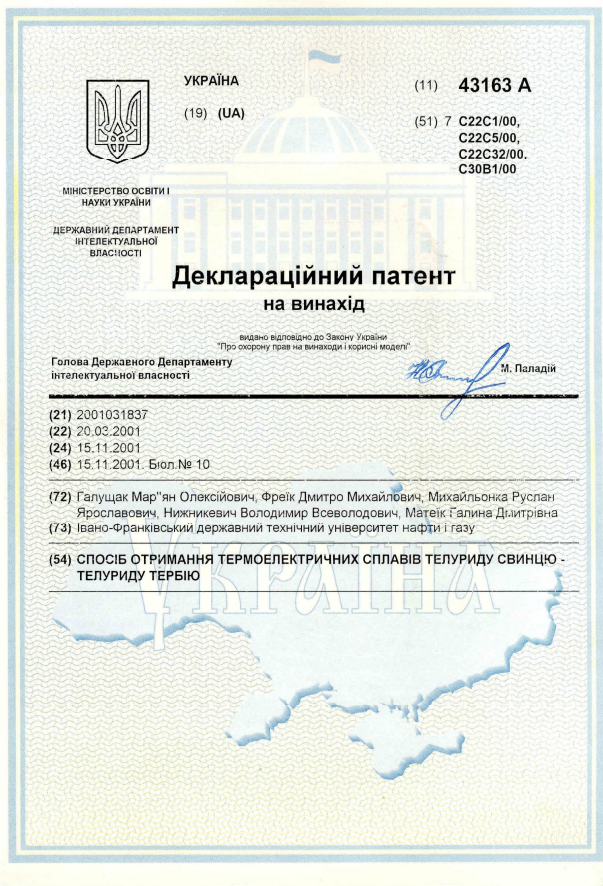 УКРАЇНА
(19) (UA)
(11) 43163 A
(51) 7 C22C1/00,
C22C5/00,
C22C32/00.
C30B1/00
МІНІСТЕРСТВО ОСВІТИ І
НАУКИ УКРАЇНИ
ДЕРЖАВНИЙ ДЕПАРТАМЕНТ
ІНТЕЛЕКТУАЛЬНОЇ
ВЛАСНОСТІ
Деклараційний патент
на винахід
видано відповідно до Закону України
"Про охорону прав на винаходи і корисні моделі"
Голова Державного Департаменту
інтелектуальної власності
М. Паладій
(21) 2001031837
(22) 20.03.2001
(24) 15.11.2001
(46) 15.11.2001. Бюл.№ 10
(72) Галущак Мар"ян Олексійович, Фреїк Дмитро Михайлович, Михайльонка Руслан
Ярославович, Нижникевич Володимир Всеволодович, Матеїк Галина Дмитрівна
(73) Івано-Франківський державний технічний університет нафти і газу
(54) СПОСІБ ОТРИМАННЯ ТЕРМОЕЛЕКТРИЧНИХ СПЛАВІВ ТЕЛУРИДУ СВИНЦЮ -
ТЕЛУРИДУ ТЕРБІЮ
УКРАЇНА